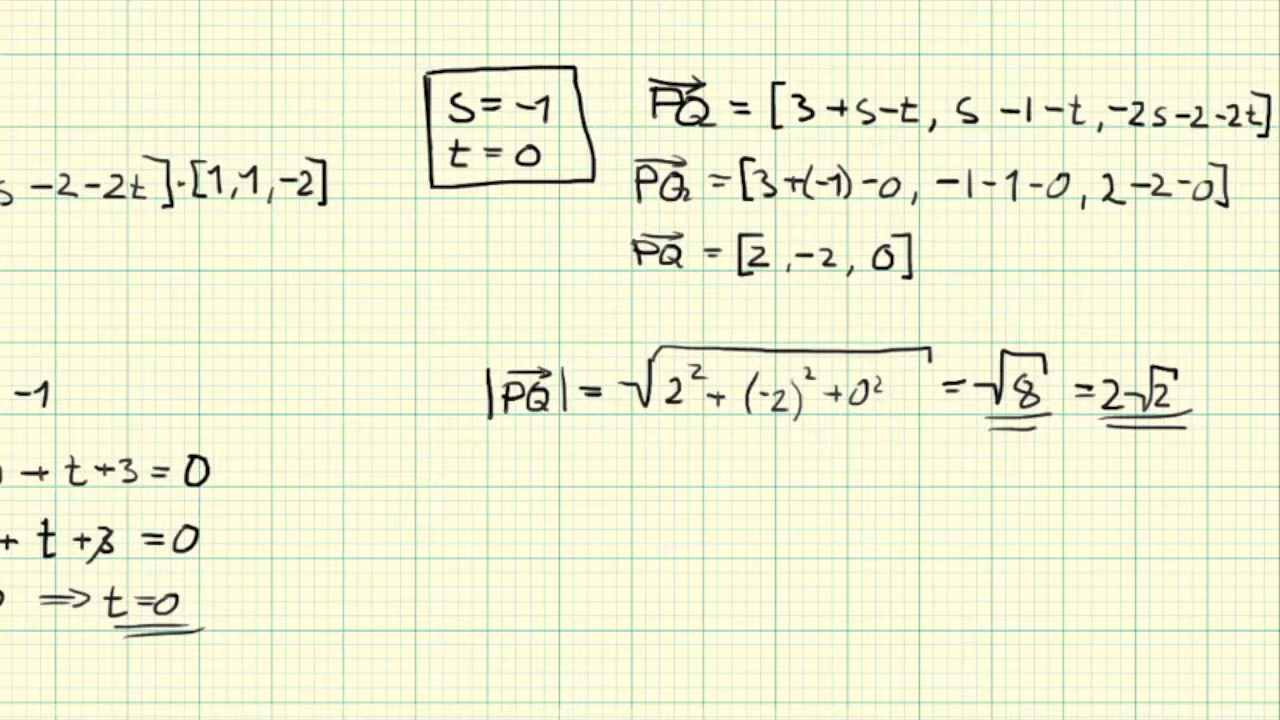 s - 2 - 2t] · [1, 1, -2]
-1
+ t + 3 = 0
+ t + 3 = 0
⇒ t = 0
s = -1
t = 0
PQ⃗ = [3 + s - t, s - 1 - t, -2s - 2 - 2t]
PQ⃗ = [3 + (-1) - 0, -1 - 1 - 0, 2 - 2 - 0]
PQ⃗ = [2, -2, 0]
|PQ⃗| = √(2² + (-2)² + 0²) = √8 = 2√2